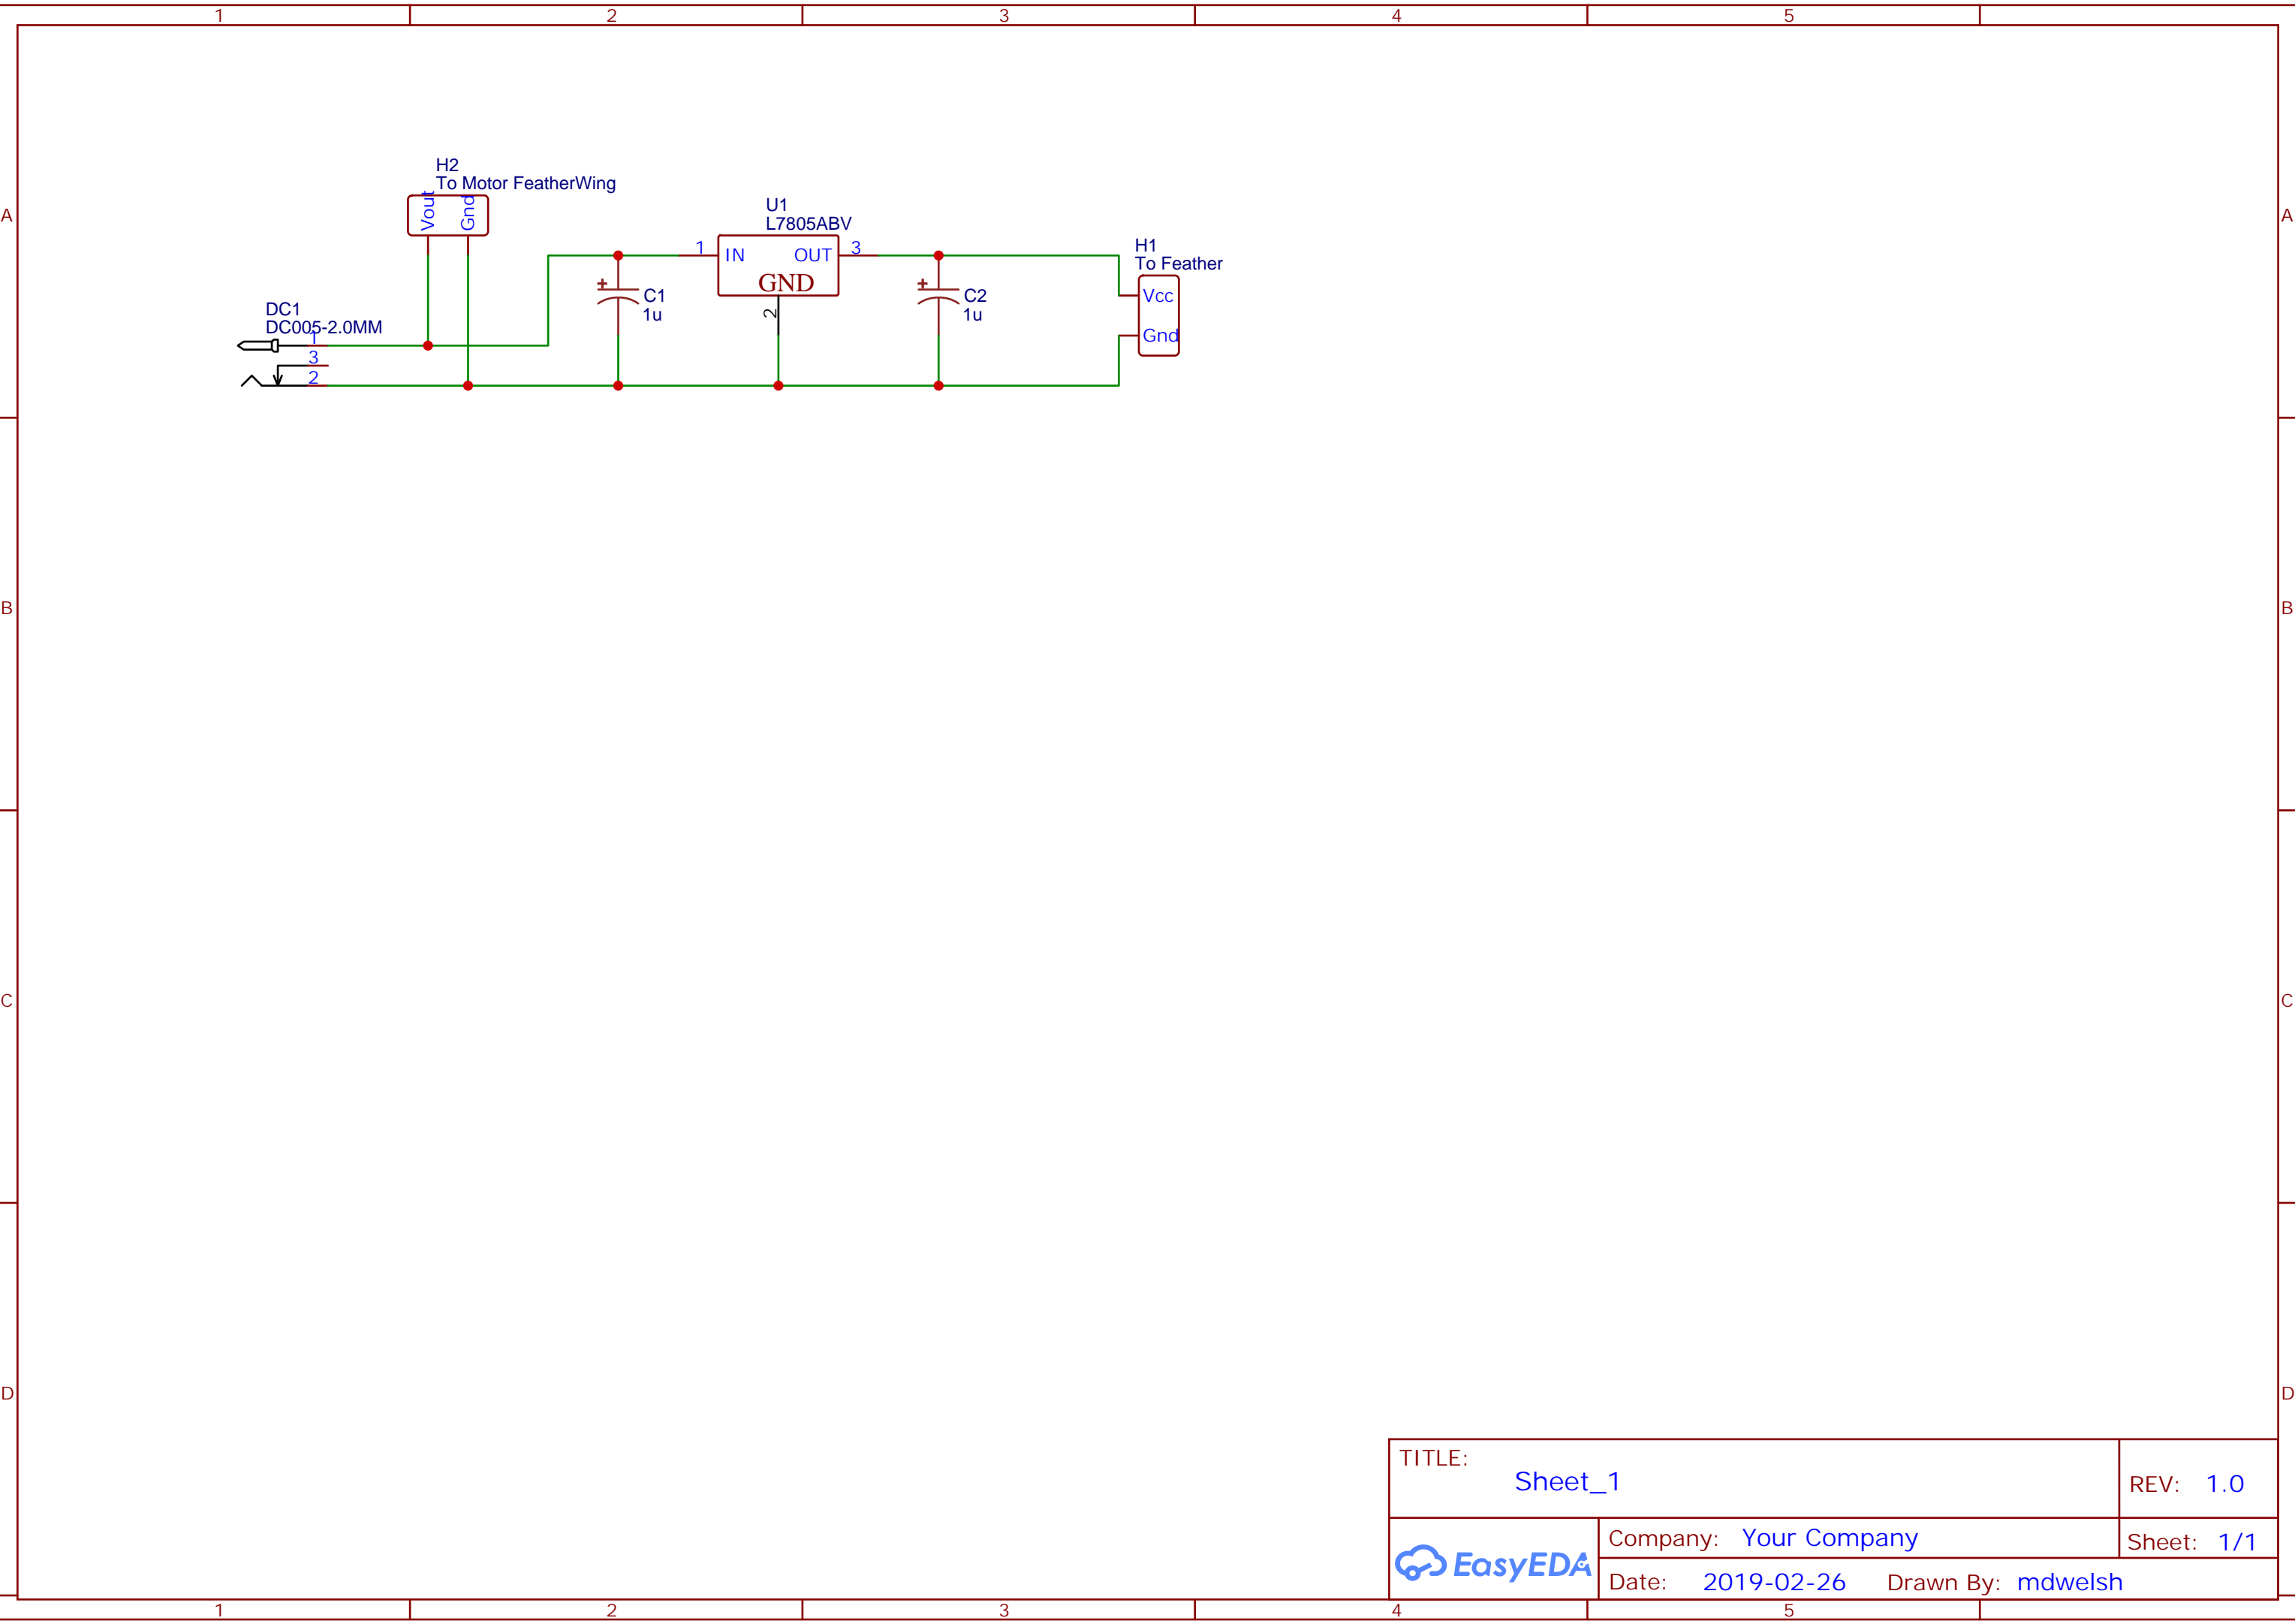 1 2 3 4 5
A A
H2
To Motor FeatherWing
Vout Gnd
U1
L7805ABV
1 IN OUT 3
GND
2
H1
To Feather
Vcc
Gnd
C1
1u
C2
1u
DC1
DC005-2.0MM
1
3
2
B B
C C
D D
TITLE:
Sheet_1
REV: 1.0
EasyEDA
Company: Your Company
Sheet: 1/1
Date: 2019-02-26 Drawn By: mdwelsh
1 2 3 4 5